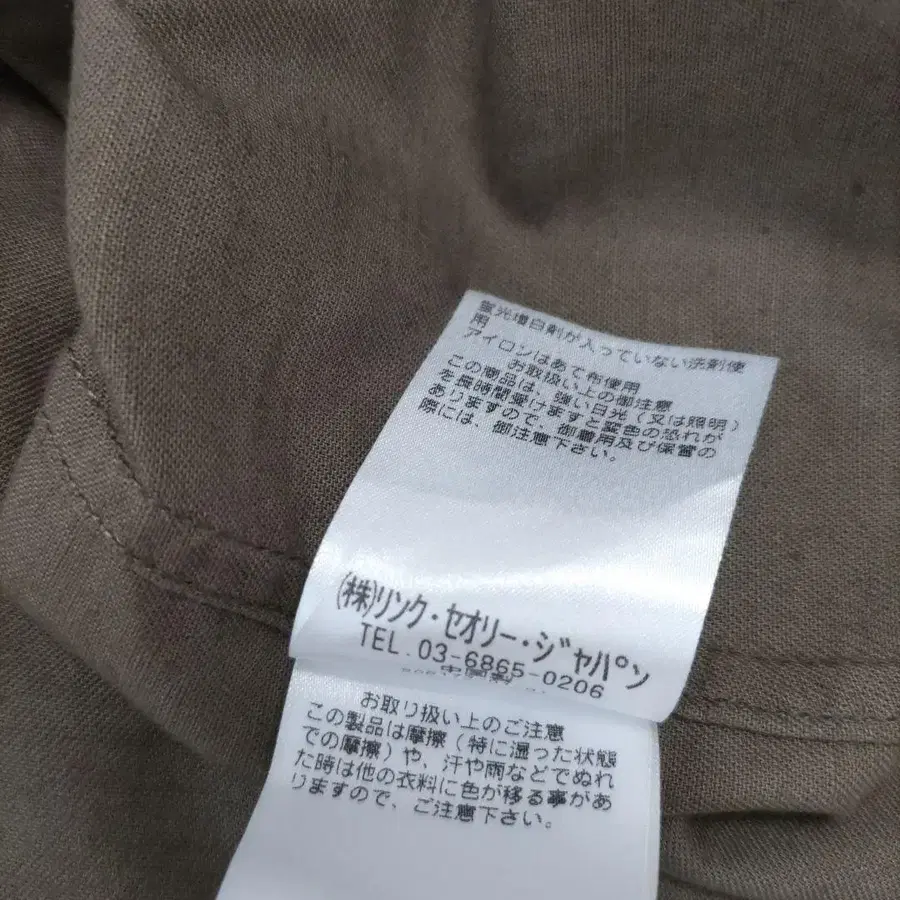 蛍光増白剤が入っていない洗剤使
用
アイロンはあて布使用
お取扱い上の御注意
この商品は、強い日光(又は照明)
を長時間受けますと変色の恐れが
ありますので、御着用及び保管の
際には、御注意下さい。
(株)リンク・セオリー・ジャパン
TEL. 03-6865-0206
中国製
お取り扱い上のご注意
この製品は摩擦(特に湿った状態
での摩擦)や、汗や雨などでぬれ
た時は他の衣料に色が移る事があ
りますので、ご注意下さい。